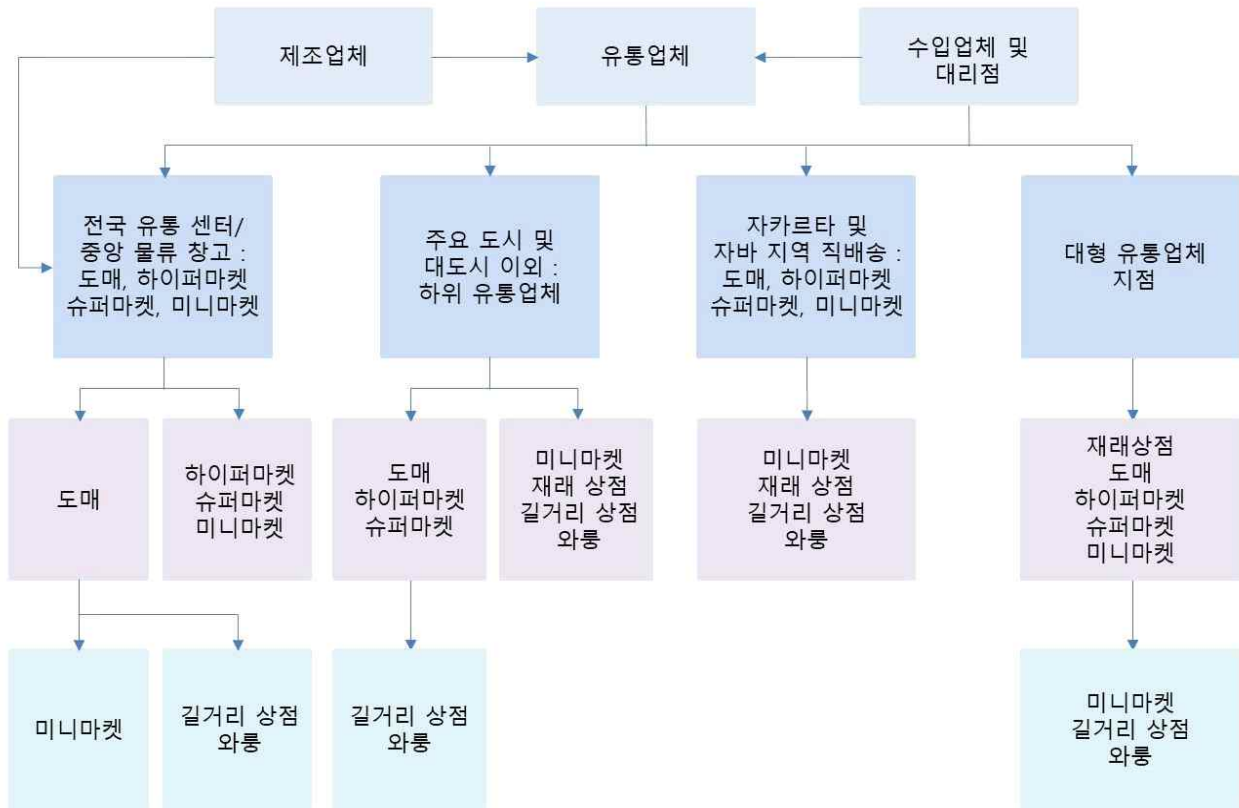 제조업체
유통업체
수입업체 및
대리점
전국 유통 센터/
중앙 물류 창고 :
도매, 하이퍼마켓
슈퍼마켓, 미니마켓
주요 도시 및
대도시 이외 :
하위 유통업체
자카르타 및
자바 지역 직배송 :
도매, 하이퍼마켓
슈퍼마켓, 미니마켓
대형 유통업체
지점
도매
하이퍼마켓
슈퍼마켓
미니마켓
도매
하이퍼마켓
슈퍼마켓
미니마켓
재래 상점
길거리 상점
와룽
미니마켓
재래 상점
길거리 상점
와룽
재래상점
도매
하이퍼마켓
슈퍼마켓
미니마켓
미니마켓
길거리 상점
와룽
길거리 상점
와룽
미니마켓
길거리 상점
와룽